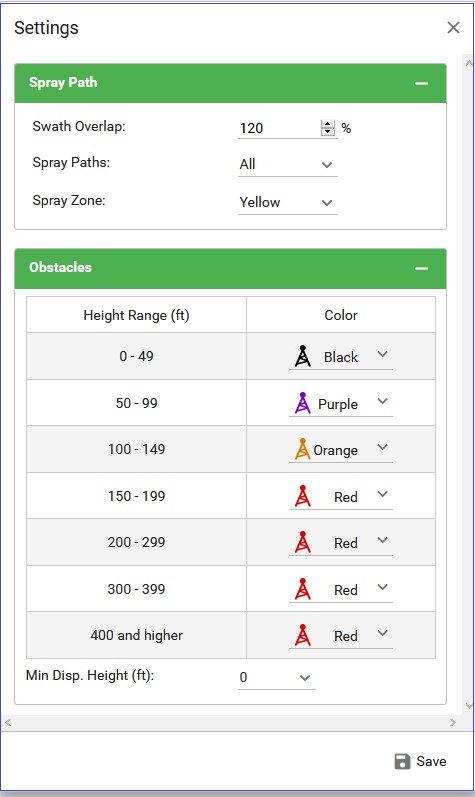 Settings
Spray Path
Swath Overlap: 120 %
Spray Paths: All
Spray Zone: Yellow
Obstacles
Height Range (ft) Color
0 - 49 Black
50 - 99 Purple
100 - 149 Orange
150 - 199 Red
200 - 299 Red
300 - 399 Red
400 and higher Red
Min Disp. Height (ft): 0
Save